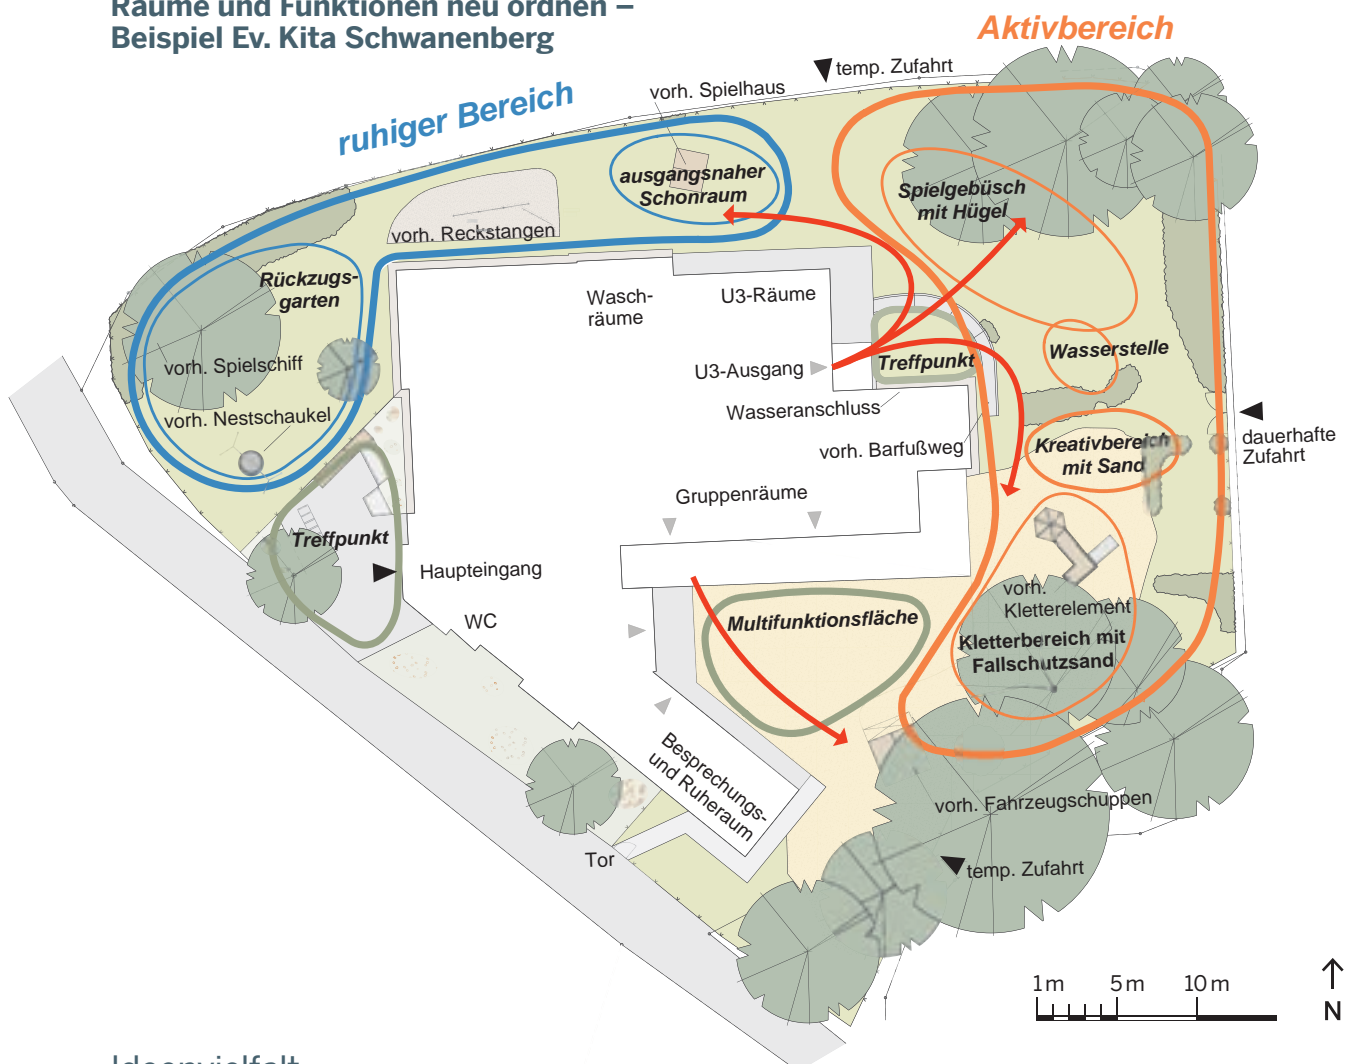 Räume und Funktionen neu ordnen –
Beispiel Ev. Kita Schwanenberg
Aktivbereich
temp. Zufahrt
vorh. Spielhaus
ruhiger Bereich
ausgangsnaher
Schonraum
Spielgebüsch
mit Hügel
vorh. Reckstangen
Rückzugs-
garten
Wasch-
räume
U3-Räume
Wasserstelle
vorh. Spielschiff
U3-Ausgang
Treffpunkt
Wasseranschluss
vorh. Nestschaukel
vorh. Barfußweg
Kreativbereich
mit Sand
dauerhafte
Zufahrt
Gruppenräume
Treffpunkt
Haupteingang
vorh.
Kletterelement
WC
Multifunktionsfläche
Kletterbereich mit
Fallschutzsand
Besprechungs-
und Ruheraum
vorh. Fahrzeugschuppen
Tor
temp. Zufahrt
1 m 5 m 10 m
N